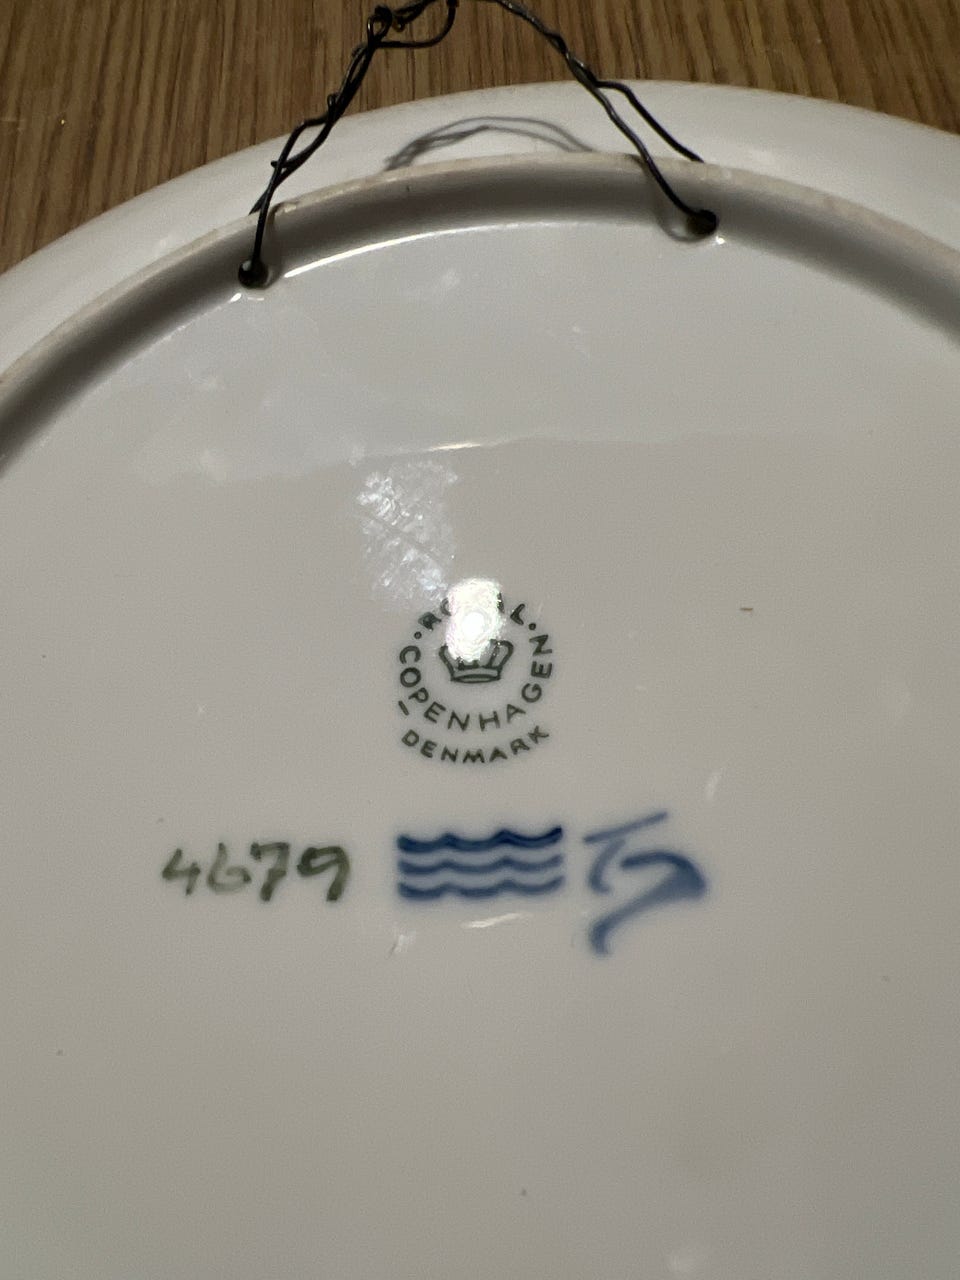 ROYAL
COPENHAGEN
DENMARK
4679